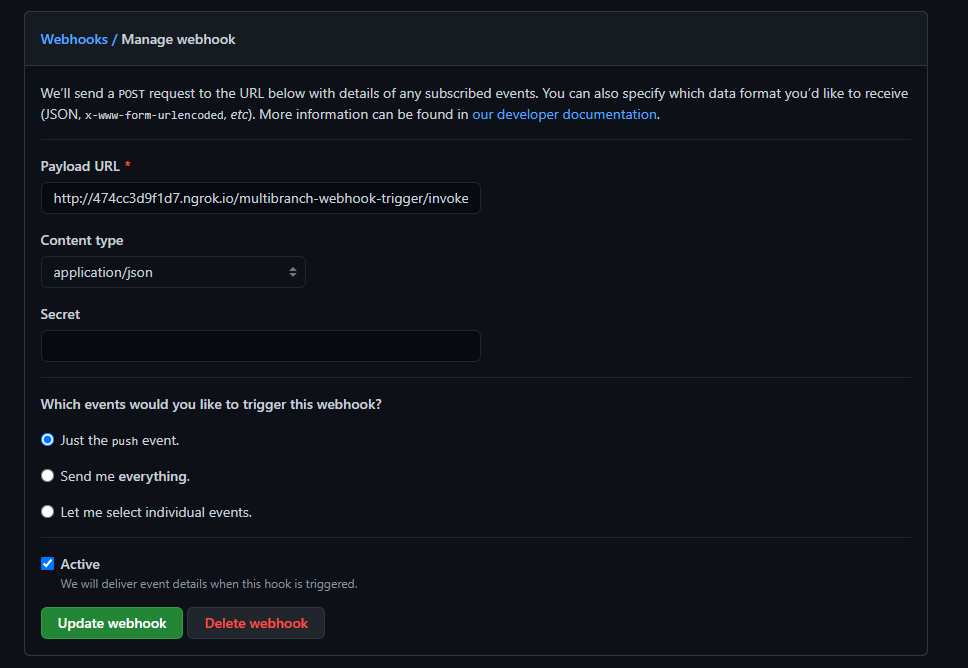 Webhooks / Manage webhook
We’ll send a POST request to the URL below with details of any subscribed events. You can also specify which data format you’d like to receive
(JSON, x-www-form-urlencoded, etc). More information can be found in our developer documentation.
Payload URL *
http://474cc3d9f1d7.ngrok.io/multibranch-webhook-trigger/invoke
Content type
application/json
Secret
Which events would you like to trigger this webhook?
Just the push event.
Send me everything.
Let me select individual events.
Active
We will deliver event details when this hook is triggered.
Update webhook Delete webhook